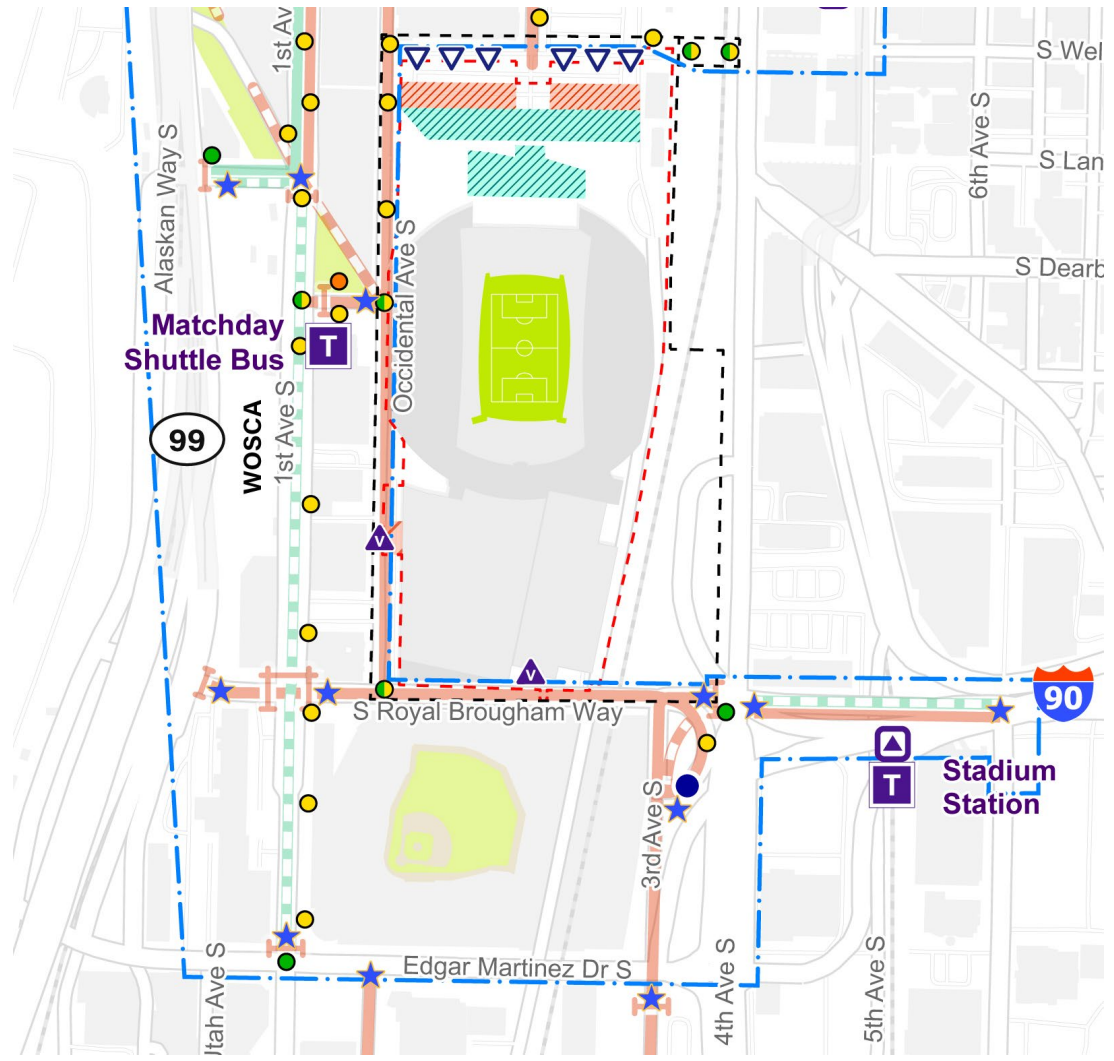 1st Ave S
S Wel
6th Ave S
S Lan
Alaskan Way S
S Dearb
Occidental Ave S
Matchday
Shuttle Bus
T
99
WOSCA
1st Ave S
V
V
S Royal Brougham Way
90
T
Stadium
Station
3rd Ave S
Utah Ave S
Edgar Martinez Dr S
4th Ave S
5th Ave S